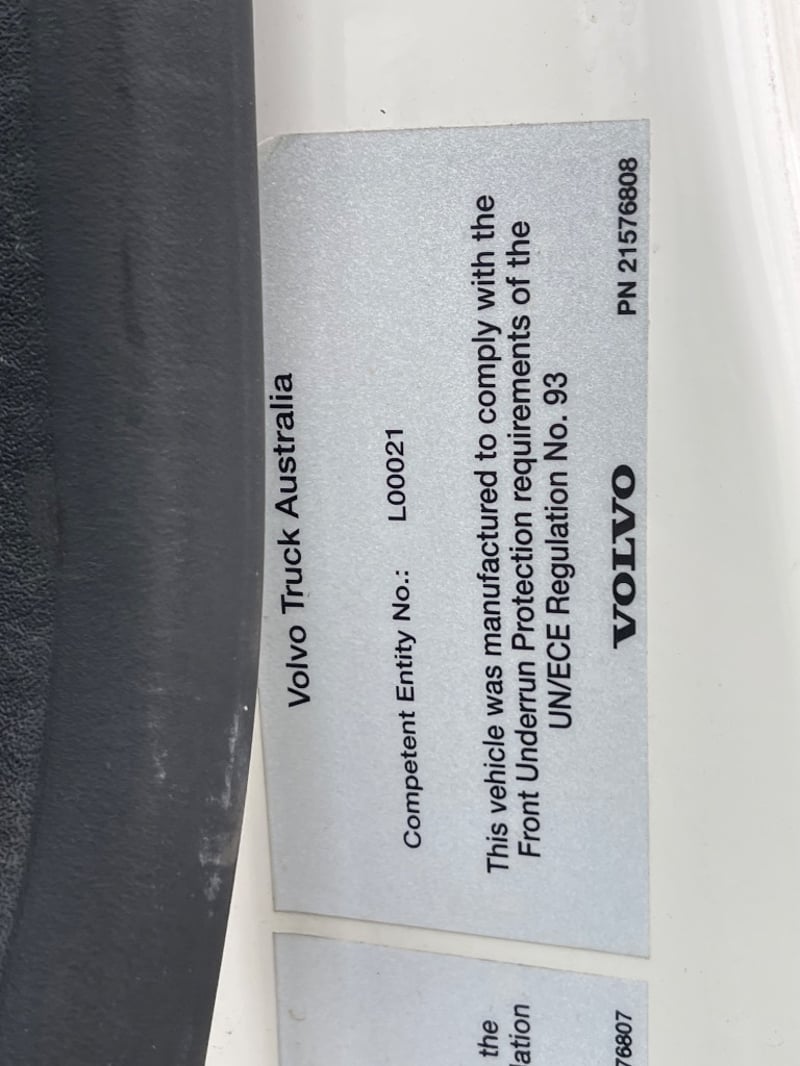 Volvo Truck Australia
Competent Entity No.: L00021
This vehicle was manufactured to comply with the
Front Underrun Protection requirements of the
UN/ECE Regulation No. 93
VOLVO PN 21576808
the
lation
76807